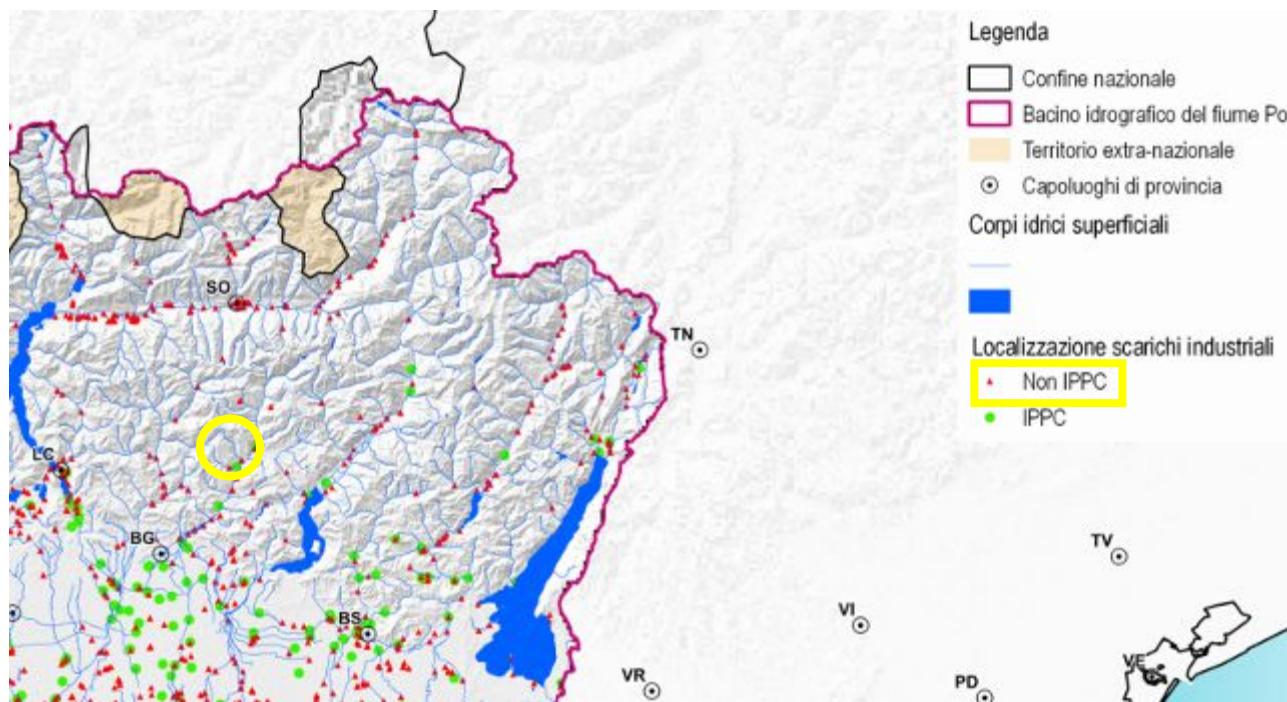 Legenda
Confine nazionale
Bacino idrografico del fiume Po
Territorio extra-nazionale
Capoluoghi di provincia
Corpi idrici superficiali
Localizzazione scarichi industriali
Non IPPC
IPPC
SO
TN
LC
BG
TV
BS
VI
VE
VR
PD